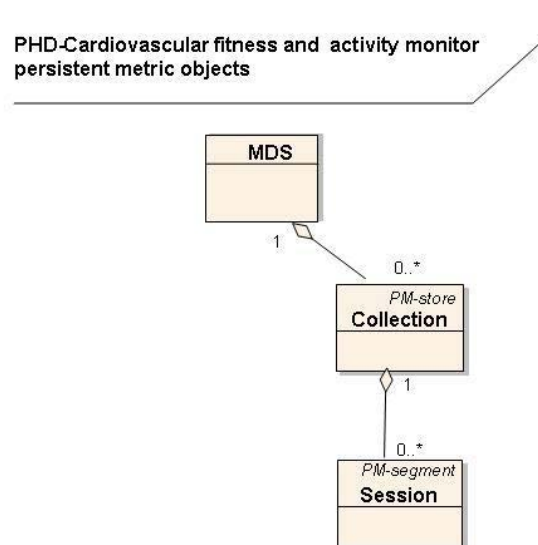 PHD-Cardiovascular fitness and activity monitor
persistent metric objects
MDS
1
0..*
PM-store
Collection
1
0..*
PM-segment
Session